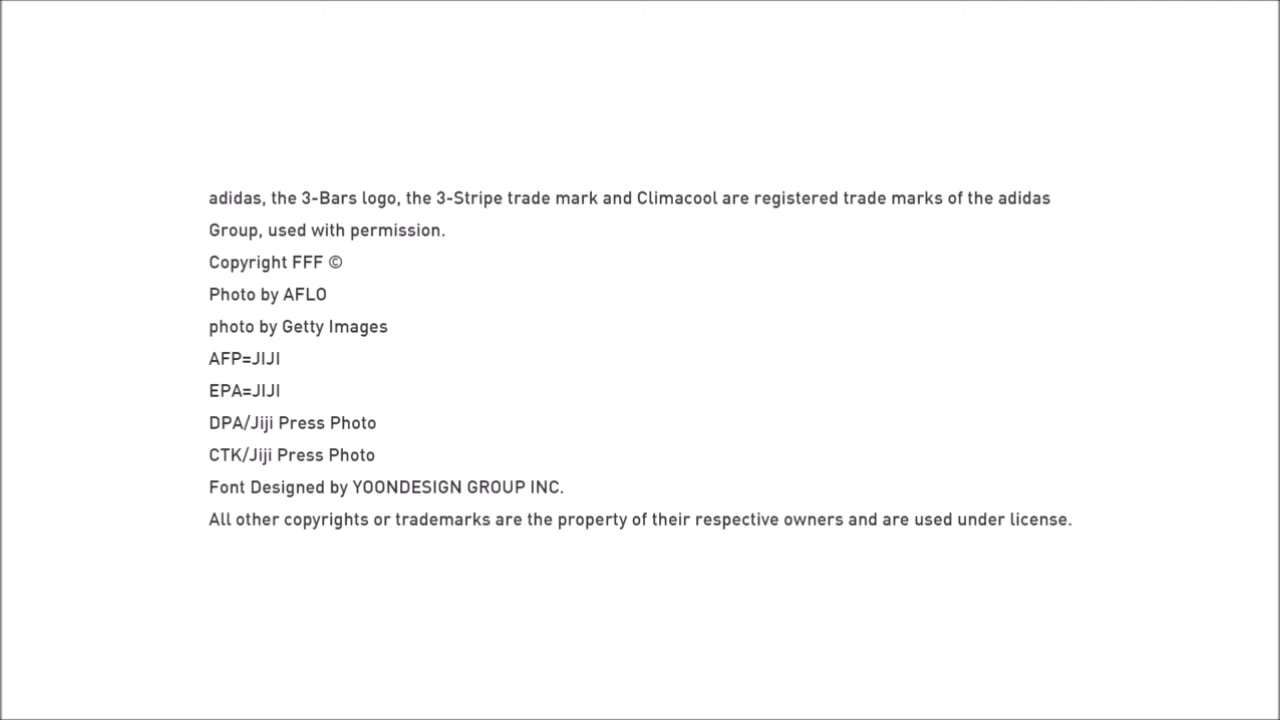 adidas, the 3-Bars logo, the 3-Stripe trade mark and Climacool are registered trade marks of the adidas
Group, used with permission.
Copyright FFF ©
Photo by AFLO
photo by Getty Images
AFP=JIJI
EPA=JIJI
DPA/Jiji Press Photo
CTK/Jiji Press Photo
Font Designed by YOONDESIGN GROUP INC.
All other copyrights or trademarks are the property of their respective owners and are used under license.